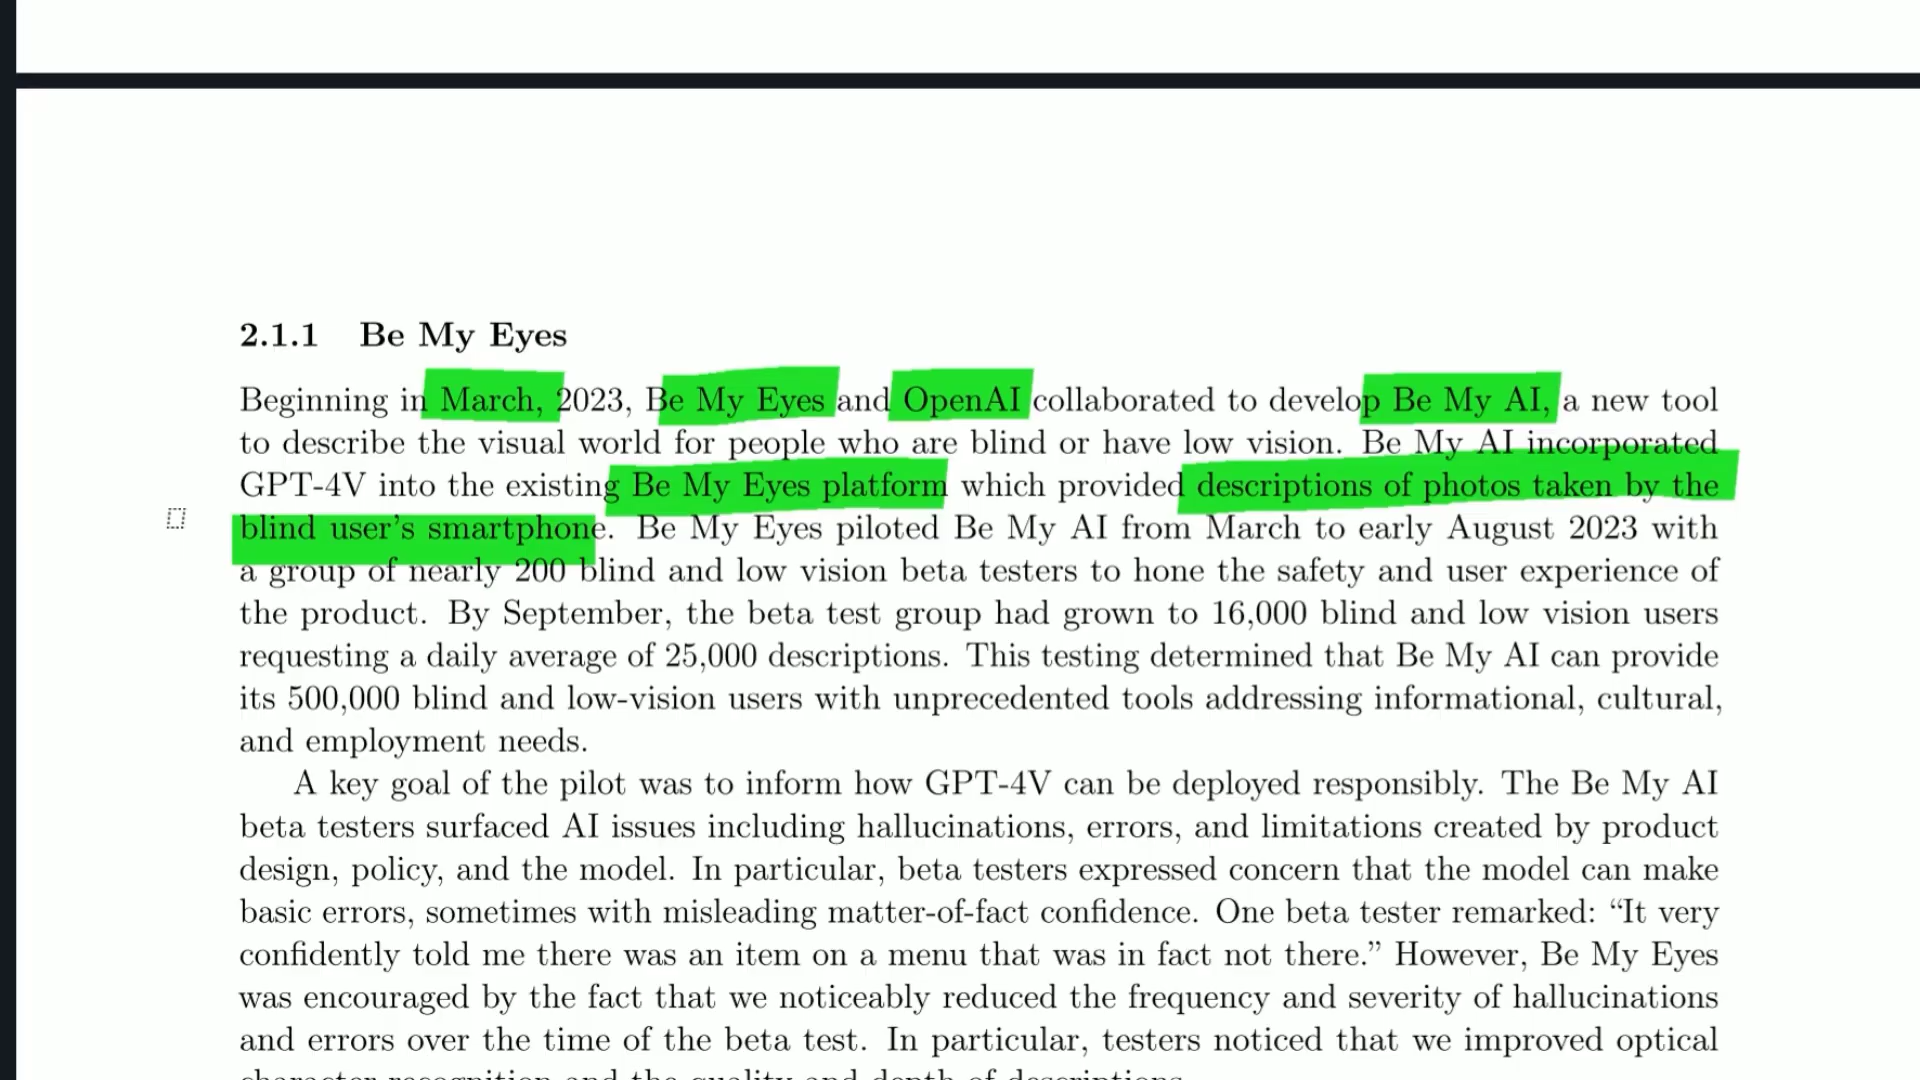 2.1.1 Be My Eyes
Beginning in March, 2023, Be My Eyes and OpenAI collaborated to develop Be My AI, a new tool
to describe the visual world for people who are blind or have low vision. Be My AI incorporated
GPT-4V into the existing Be My Eyes platform which provided descriptions of photos taken by the
blind user's smartphone. Be My Eyes piloted Be My AI from March to early August 2023 with
a group of nearly 200 blind and low vision beta testers to hone the safety and user experience of
the product. By September, the beta test group had grown to 16,000 blind and low vision users
requesting a daily average of 25,000 descriptions. This testing determined that Be My AI can provide
its 500,000 blind and low-vision users with unprecedented tools addressing informational, cultural,
and employment needs.
A key goal of the pilot was to inform how GPT-4V can be deployed responsibly. The Be My AI
beta testers surfaced AI issues including hallucinations, errors, and limitations created by product
design, policy, and the model. In particular, beta testers expressed concern that the model can make
basic errors, sometimes with misleading matter-of-fact confidence. One beta tester remarked: “It very
confidently told me there was an item on a menu that was in fact not there.” However, Be My Eyes
was encouraged by the fact that we noticeably reduced the frequency and severity of hallucinations
and errors over the time of the beta test. In particular, testers noticed that we improved optical
character recognition and the quality and depth of descriptions.